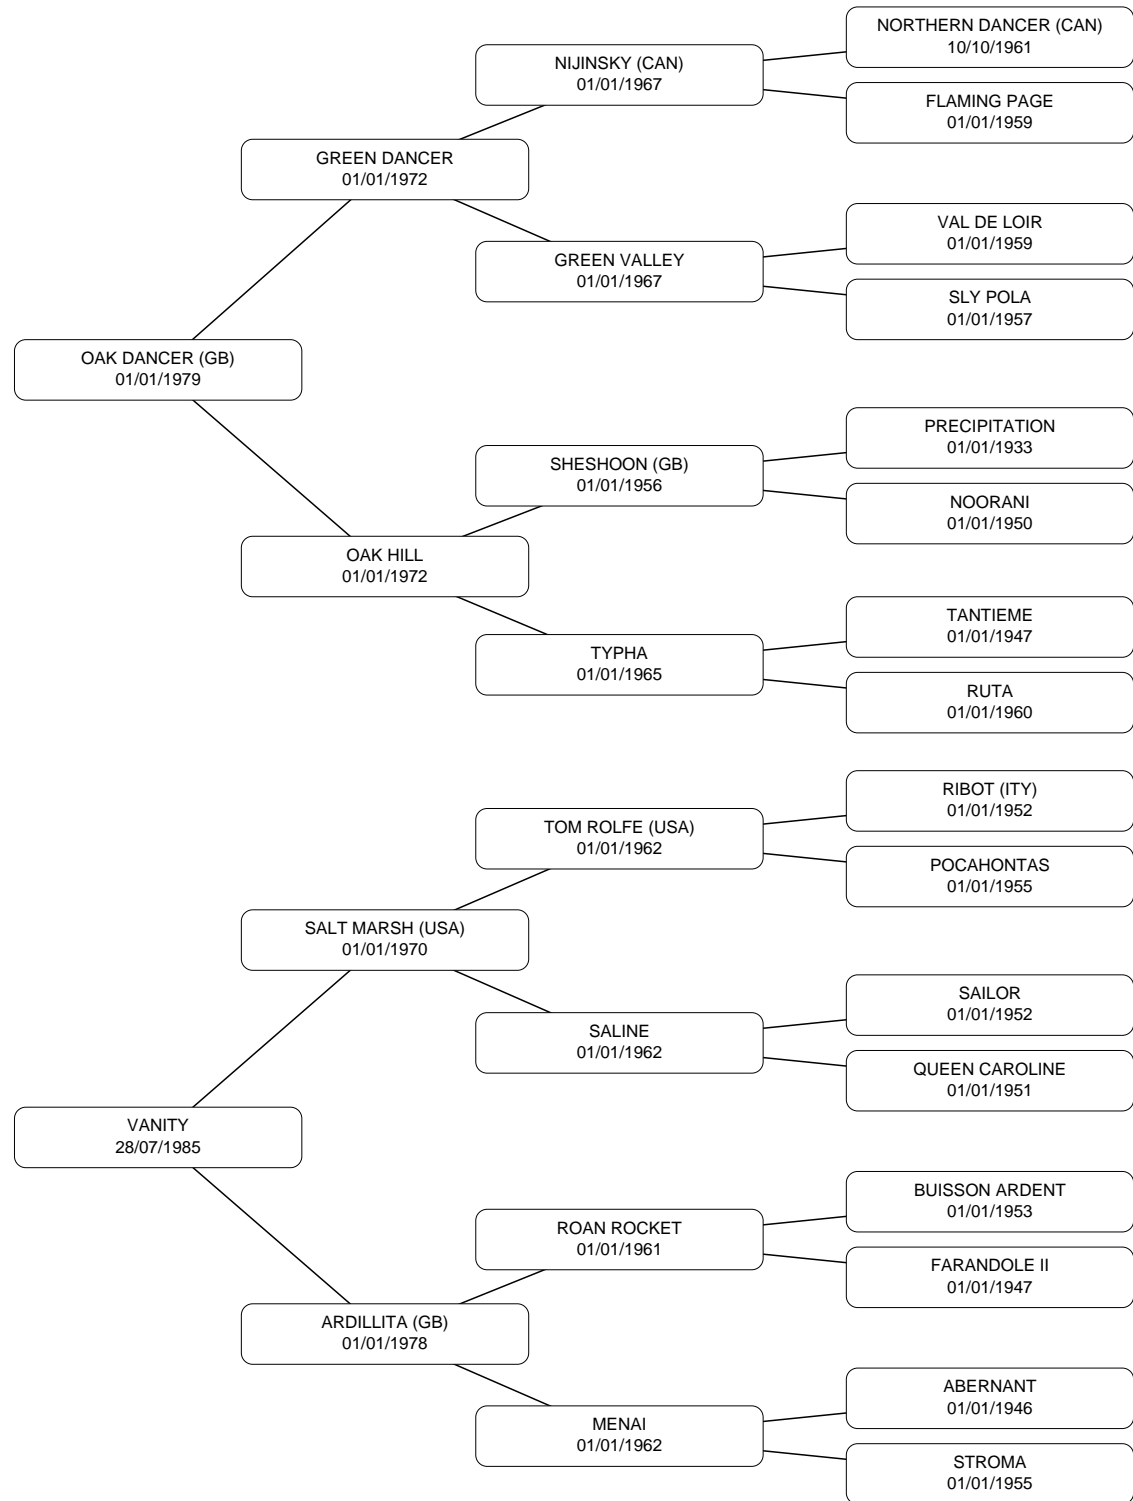 NORTHERN DANCER (CAN)
10/10/1961
NIJINSKY (CAN)
01/01/1967
FLAMING PAGE
01/01/1959
GREEN DANCER
01/01/1972
VAL DE LOIR
01/01/1959
GREEN VALLEY
01/01/1967
SLY POLA
01/01/1957
OAK DANCER (GB)
01/01/1979
PRECIPITATION
01/01/1933
SHESHOON (GB)
01/01/1956
NOORANI
01/01/1950
OAK HILL
01/01/1972
TANTIEME
01/01/1947
TYPHA
01/01/1965
RUTA
01/01/1960
RIBOT (ITY)
01/01/1952
TOM ROLFE (USA)
01/01/1962
POCAHONTAS
01/01/1955
SALT MARSH (USA)
01/01/1970
SAILOR
01/01/1952
SALINE
01/01/1962
QUEEN CAROLINE
01/01/1951
VANITY
28/07/1985
BUISSON ARDENT
01/01/1953
ROAN ROCKET
01/01/1961
FARANDOLE II
01/01/1947
ARDILLITA (GB)
01/01/1978
ABERNANT
01/01/1946
MENAI
01/01/1962
STROMA
01/01/1955